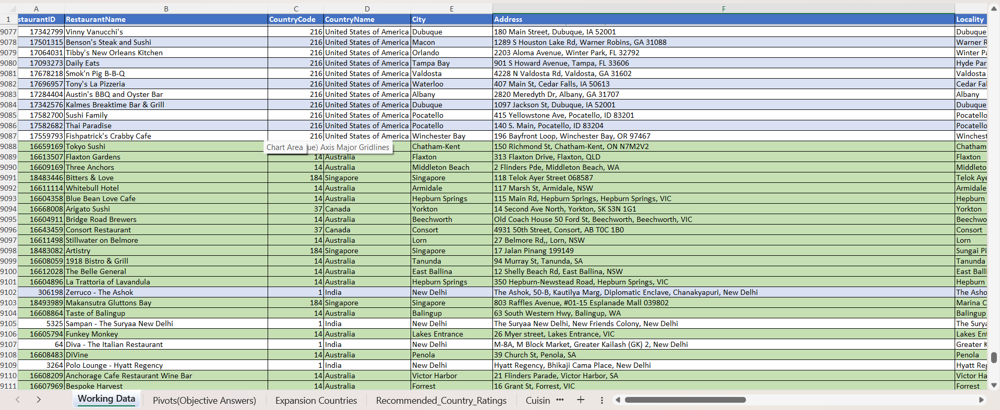 A B C D E F
1 staurantID RestaurantName CountryCode CountryName City Address Locality
9077 17342799 Vinny Vanucchi's 216 United States of America Dubuque 180 Main Street, Dubuque, IA 52001 Dubuque
9078 17501315 Benson's Steak and Sushi 216 United States of America Macon 1289 S Houston Lake Rd, Warner Robins, GA 31088 Warner R
9079 17064031 Tibby's New Orleans Kitchen 216 United States of America Orlando 2203 Aloma Avenue, Winter Park, FL 32792 Winter Pa
9080 17093273 Daily Eats 216 United States of America Tampa Bay 901 S Howard Avenue, Tampa, FL 33606 Hyde Par
9081 17678218 Smok'n Pig B-B-Q 216 United States of America Valdosta 4228 N Valdosta Rd, Valdosta, GA 31602 Valdosta
9082 17696957 Tony's La Pizzeria 216 United States of America Waterloo 407 Main St, Cedar Falls, IA 50613 Cedar Fal
9083 17284404 Austin's BBQ and Oyster Bar 216 United States of America Albany 2820 Meredyth Dr, Albany, GA 31707 Albany
9084 17342576 Kalmes Breaktime Bar & Grill 216 United States of America Dubuque 1097 Jackson St, Dubuque, IA 52001 Dubuque
9085 17582700 Sushi Family 216 United States of America Pocatello 415 Yellowstone Ave, Pocatello, ID 83201 Pocatello
9086 17582682 Thai Paradise 216 United States of America Pocatello 140 S. Main, Pocatello, ID 83204 Pocatello
9087 17559793 Fishpatrick's Crabby Cafe 216 United States of America Winchester Bay 196 Bayfront Loop, Winchester Bay, OR 97467 Winchest
9088 16659169 Tokyo Sushi Chart Area ue) Axis Major Gridlines Chatham-Kent 150 Richmond St, Chatham-Kent, ON N7M2V2 Chatham-
9089 16613507 Flaxton Gardens 14 Australia Flaxton 313 Flaxton Drive, Flaxton, QLD Flaxton
9090 16609169 Three Anchors 14 Australia Middleton Beach 2 Flinders Pde, Middleton Beach, WA Middleto
9091 18483446 Bitters & Love 184 Singapore Singapore 118 Telok Ayer Street 068587 Telok Aye
9092 16611114 Whitebull Hotel 14 Australia Armidale 117 Marsh St, Armidale, NSW Armidale
9093 16604358 Blue Bean Love Cafe 14 Australia Hepburn Springs 115 Main Rd, Hepburn Springs, Hepburn Springs, VIC Hepburn
9094 16668008 Arigato Sushi 37 Canada Yorkton 14 Second Ave North, Yorkton, SK S3N 1G1 Yorkton
9095 16604911 Bridge Road Brewers 14 Australia Beechworth Old Coach House 50 Ford St, Beechworth, Beechworth, VIC Beechwo
9096 16643459 Consort Restaurant 37 Canada Consort 4931 50th Street, Consort, AB T0C 1B0 Consort
9097 16611498 Stillwater on Belmore 14 Australia Lorn 27 Belmore Rd,, Lorn, NSW Lorn
9098 18483082 Artistry 184 Singapore Singapore 17 Jalan Pinang 199149 Sungai Pi
9099 16608059 1918 Bistro & Grill 14 Australia Tanunda 94 Murray St, Tanunda, SA Tanunda
9100 16612028 The Belle General 14 Australia East Ballina 12 Shelly Beach Rd, East Ballina, NSW East Balli
9101 16604896 La Trattoria of Lavandula 14 Australia Hepburn Springs 350 Hepburn-Newstead Road, Hepburn Springs, VIC Hepburn
9102 306198 Zerruco - The Ashok 1 India New Delhi The Ashok, 50-B, Kautilya Marg, Diplomatic Enclave, Chanakyapuri, New Delhi The Asho
9103 18493989 Makansutra Gluttons Bay 184 Singapore Singapore 803 Raffles Avenue, #01-15 Esplanade Mall 039802 Marina C
9104 16608864 Taste of Balingup 14 Australia Balingup 63 South Western Hwy, Balingup, WA Balingup
9105 5325 Sampan - The Suryaa New Delhi 1 India New Delhi The Suryaa New Delhi, New Friends Colony, New Delhi The Surya
9106 16605794 Funkey Monkey 14 Australia Lakes Entrance 26 Myer street, Lakes Entrance, VIC Lakes Ent
9107 64 Diva - The Italian Restaurant 1 India New Delhi M-8A, M Block Market, Greater Kailash (GK) 2, New Delhi Greater K
9108 16608483 DiVine 14 Australia Penola 39 Church St, Penola, SA Penola
9109 3264 Polo Lounge - Hyatt Regency 1 India New Delhi Hyatt Regency, Bhikaji Cama Place, New Delhi Hyatt Reg
9110 16608209 Anchorage Cafe Restaurant Wine Bar 14 Australia Victor Harbor 21 Flinders Parade, Victor Harbor, SA Victor Ha
9111 16607969 Bespoke Harvest 14 Australia Forrest 16 Grant St, Forrest, VIC Forrest
Working Data Pivots(Objective Answers) Expansion Countries Recommended_Country_Ratings Cuisin